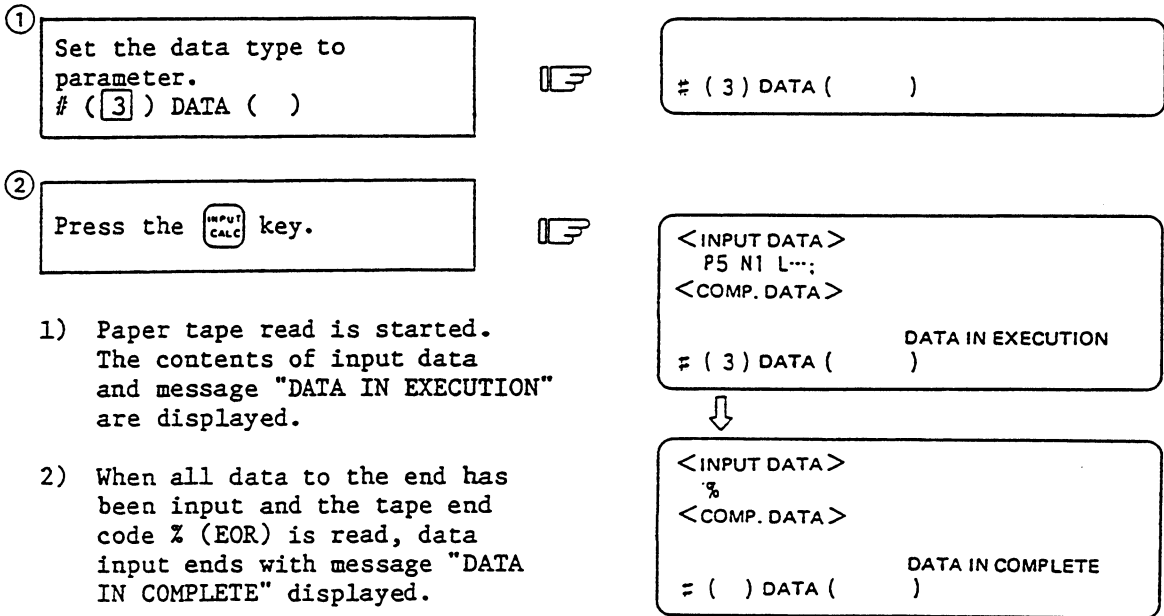 ①
Set the data type to
parameter.
# ( 3 ) DATA ( )
# ( 3 ) DATA ( )
②
Press the INPUT CALC key.
1) Paper tape read is started.
The contents of input data
and message "DATA IN EXECUTION"
are displayed.
2) When all data to the end has
been input and the tape end
code % (EOR) is read, data
input ends with message "DATA
IN COMPLETE" displayed.
<INPUT DATA>
P5 N1 L…;
<COMP. DATA>
DATA IN EXECUTION
# ( 3 ) DATA ( )
<INPUT DATA>
%
<COMP. DATA>
DATA IN COMPLETE
# ( ) DATA ( )